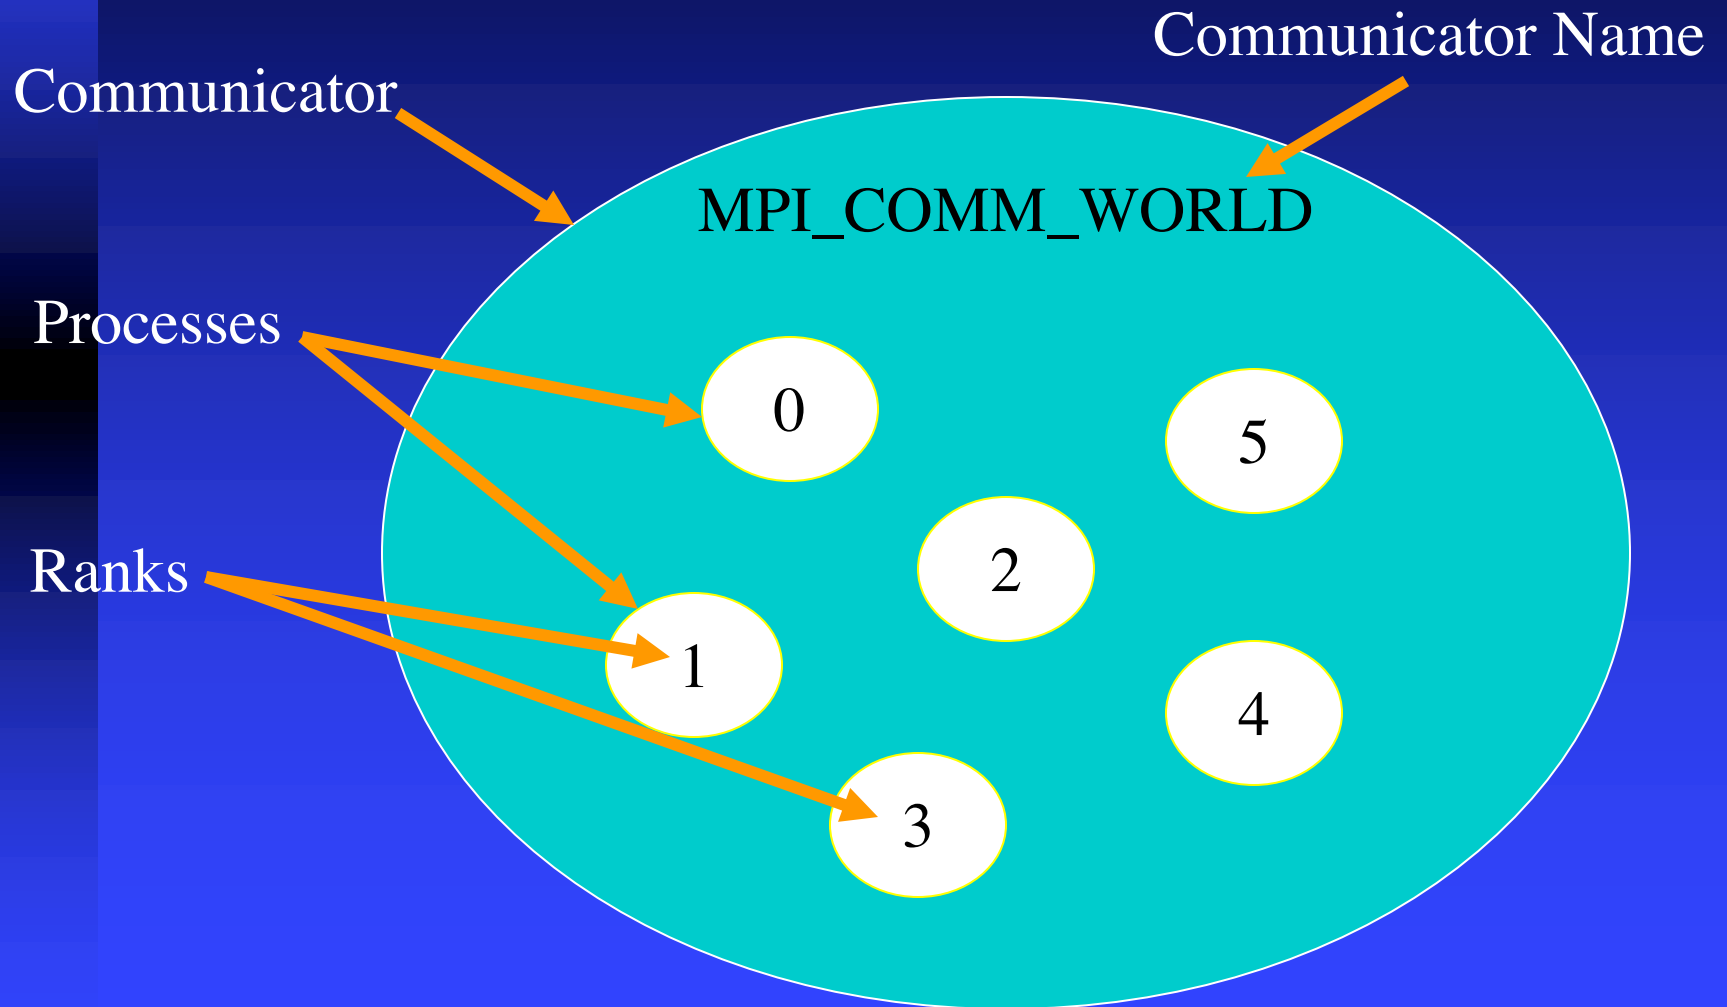 Communicator Name
Communicator
MPI_COMM_WORLD
Processes
0
5
2
Ranks
1
4
3